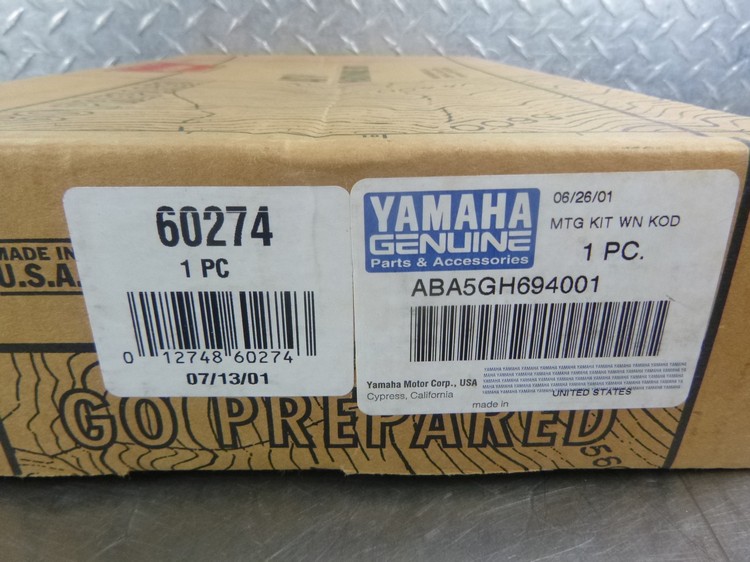 MADE IN
U.S.A.
60274
1 PC
0 12748 60274
07/13/01
YAMAHA
GENUINE
Parts & Accessories
06/26/01
MTG KIT WN KOD
1 PC.
ABA5GH694001
Yamaha Motor Corp., USA
Cypress, California
made in
UNITED STATES
GO PREPARED